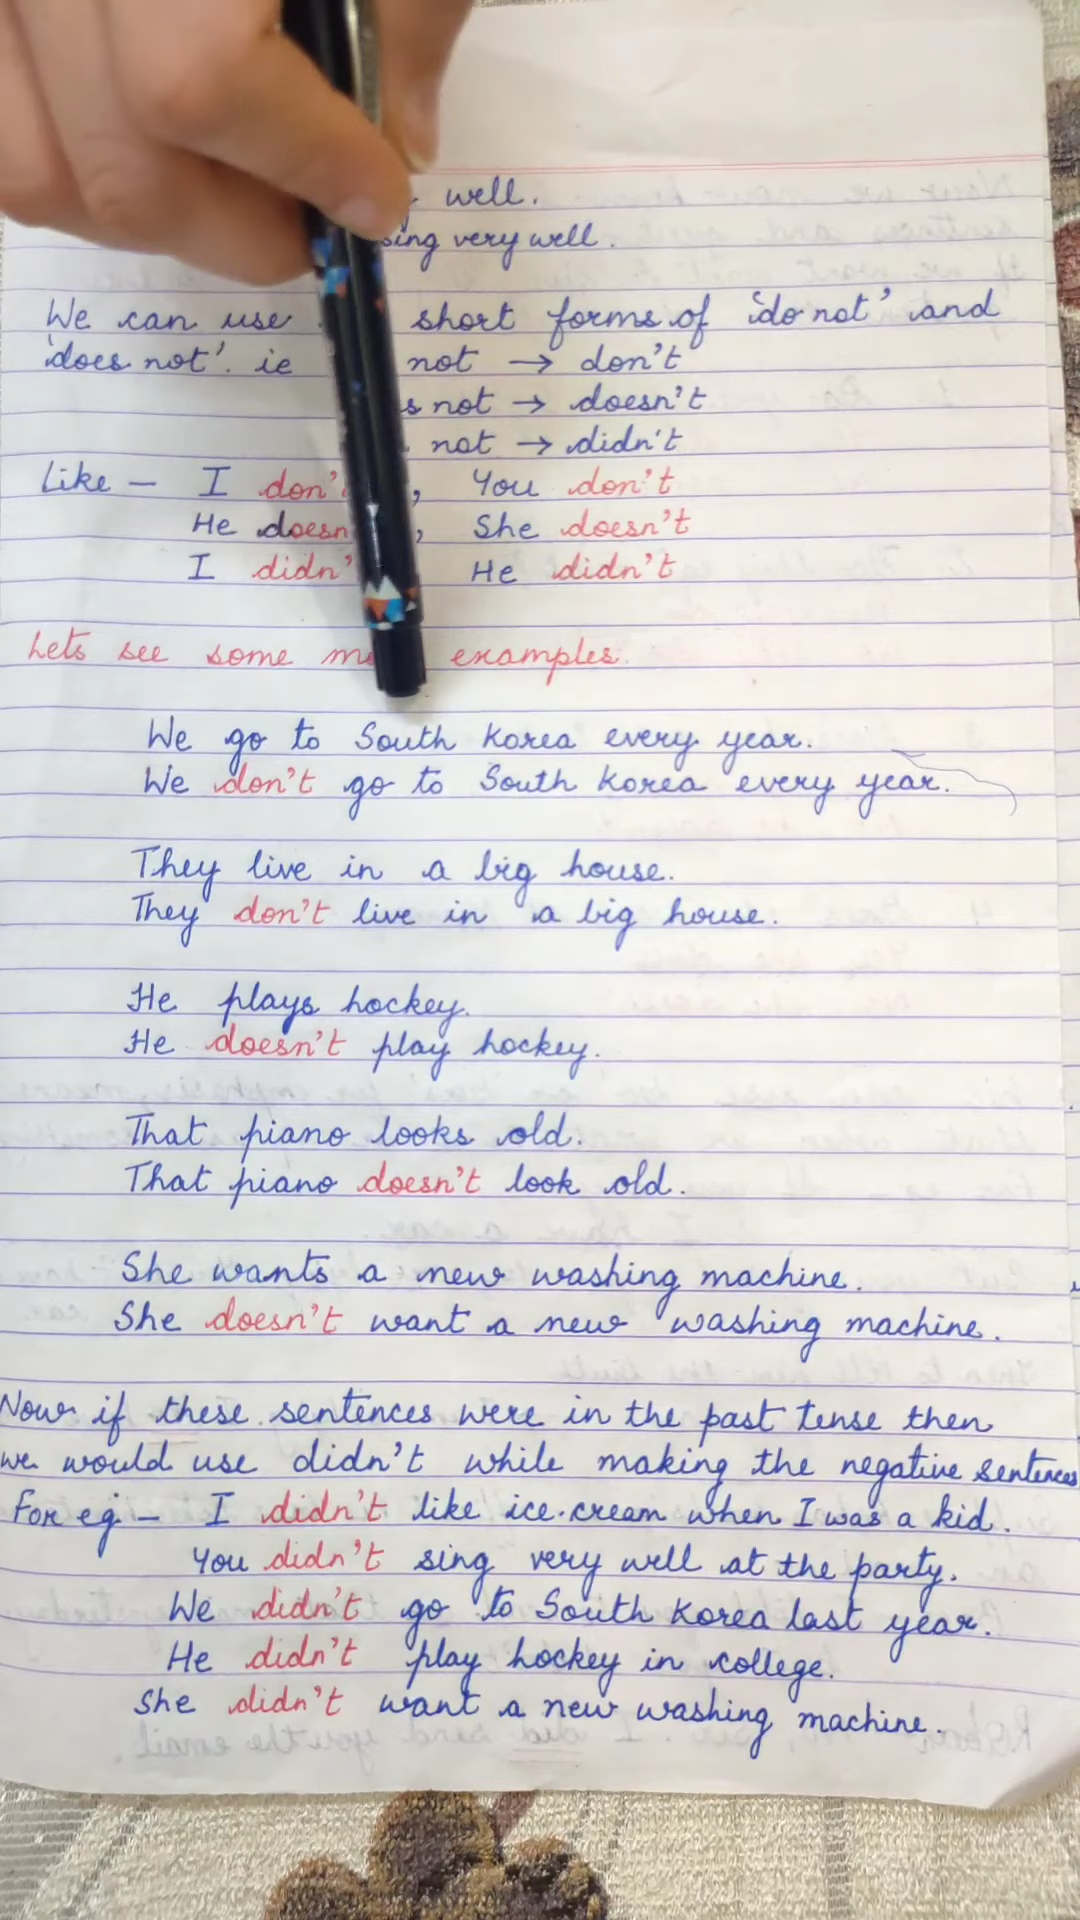 well.
sing very well.
We can use short forms of 'do not' and
'does not'. ie not → don't
not → doesn't
not → didn't
Like – I don' , You don't
He doesn , She doesn't
I didn' He didn't
Lets see some examples.
We go to South Korea every year.
We don't go to South Korea every year.
They live in a big house.
They don't live in a big house.
He plays hockey.
He doesn't play hockey.
That piano looks old.
That piano doesn't look old.
She wants a new washing machine.
She doesn't want a new washing machine.
Now if these sentences were in the past tense then
we would use didn't while making the negative sentences
For eg – I didn't like ice-cream when I was a kid.
You didn't sing very well at the party.
We didn't go to South Korea last year.
He didn't play hockey in college.
She didn't want a new washing machine.